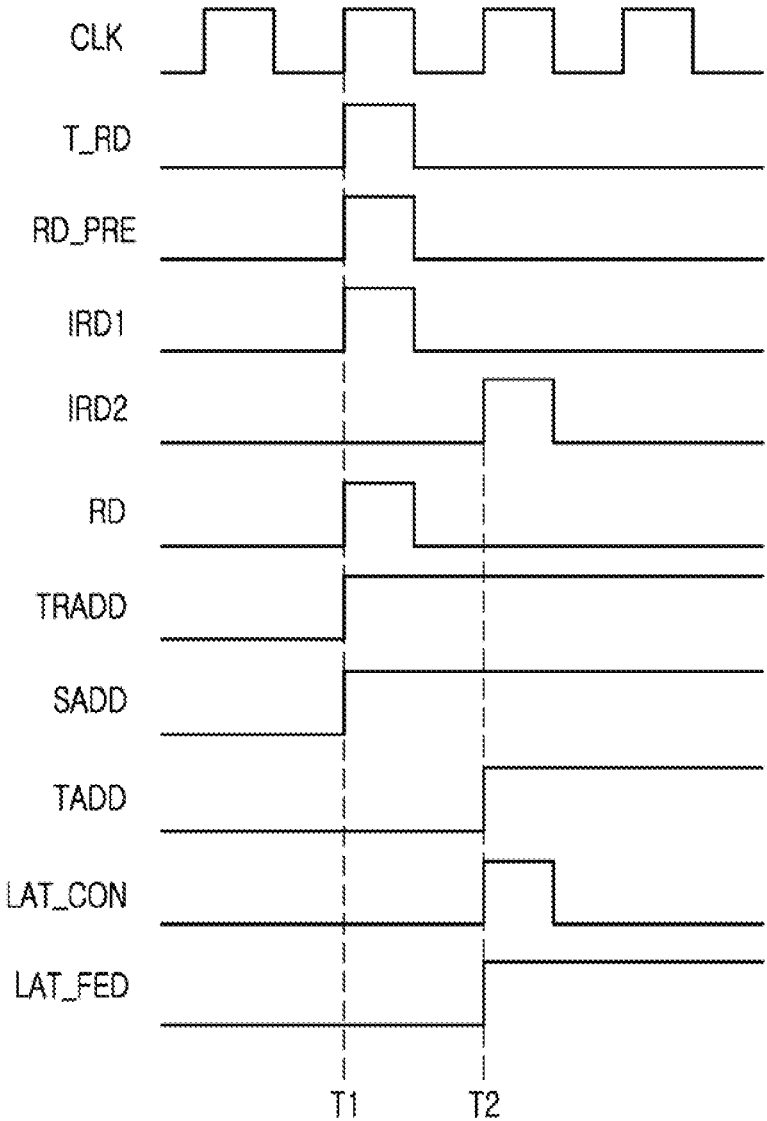 CLK
T_RD
RD_PRE
IRD1
IRD2
RD
TRADD
SADD
TADD
LAT_CON
LAT_FED
T1 T2